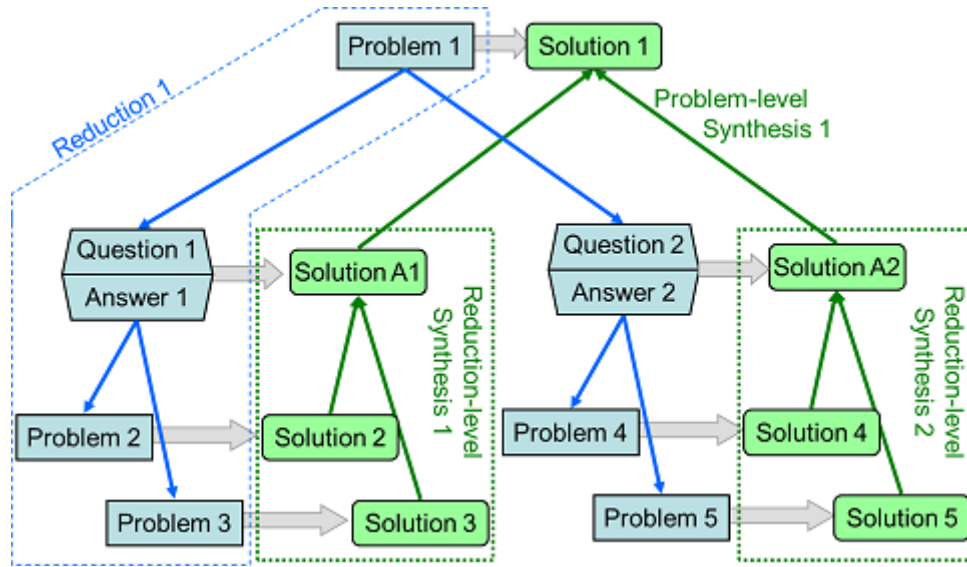 Problem 1
Solution 1
Reduction 1
Problem-level
Synthesis 1
Question 1
Answer 1
Solution A1
Reduction-level
Synthesis 1
Question 2
Answer 2
Solution A2
Reduction-level
Synthesis 2
Problem 2
Solution 2
Problem 4
Solution 4
Problem 3
Solution 3
Problem 5
Solution 5